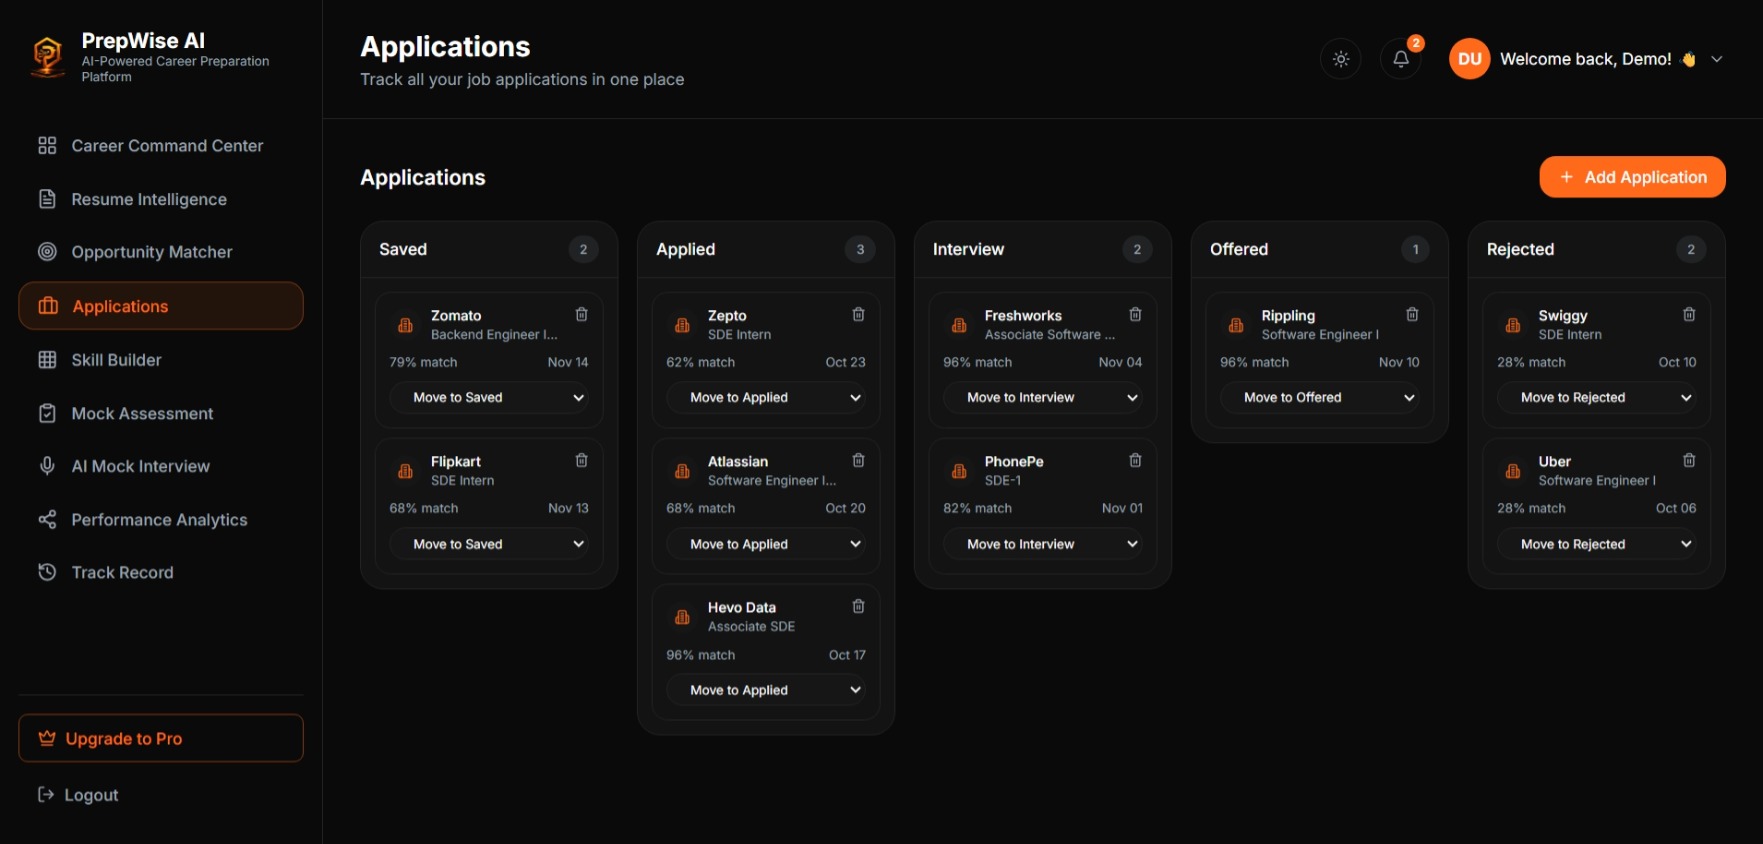 PrepWise AI
AI-Powered Career Preparation
Platform
Career Command Center
Resume Intelligence
Opportunity Matcher
Applications
Skill Builder
Mock Assessment
AI Mock Interview
Performance Analytics
Track Record
Upgrade to Pro
Logout
Applications
Track all your job applications in one place
2
DU
Welcome back, Demo! 👋
Applications
+ Add Application
Saved 2
Zomato
Backend Engineer I...
79% match Nov 14
Move to Saved
Flipkart
SDE Intern
68% match Nov 13
Move to Saved
Applied 3
Zepto
SDE Intern
62% match Oct 23
Move to Applied
Atlassian
Software Engineer I...
68% match Oct 20
Move to Applied
Hevo Data
Associate SDE
96% match Oct 17
Move to Applied
Interview 2
Freshworks
Associate Software ...
96% match Nov 04
Move to Interview
PhonePe
SDE-1
82% match Nov 01
Move to Interview
Offered 1
Rippling
Software Engineer I
96% match Nov 10
Move to Offered
Rejected 2
Swiggy
SDE Intern
28% match Oct 10
Move to Rejected
Uber
Software Engineer I
28% match Oct 06
Move to Rejected